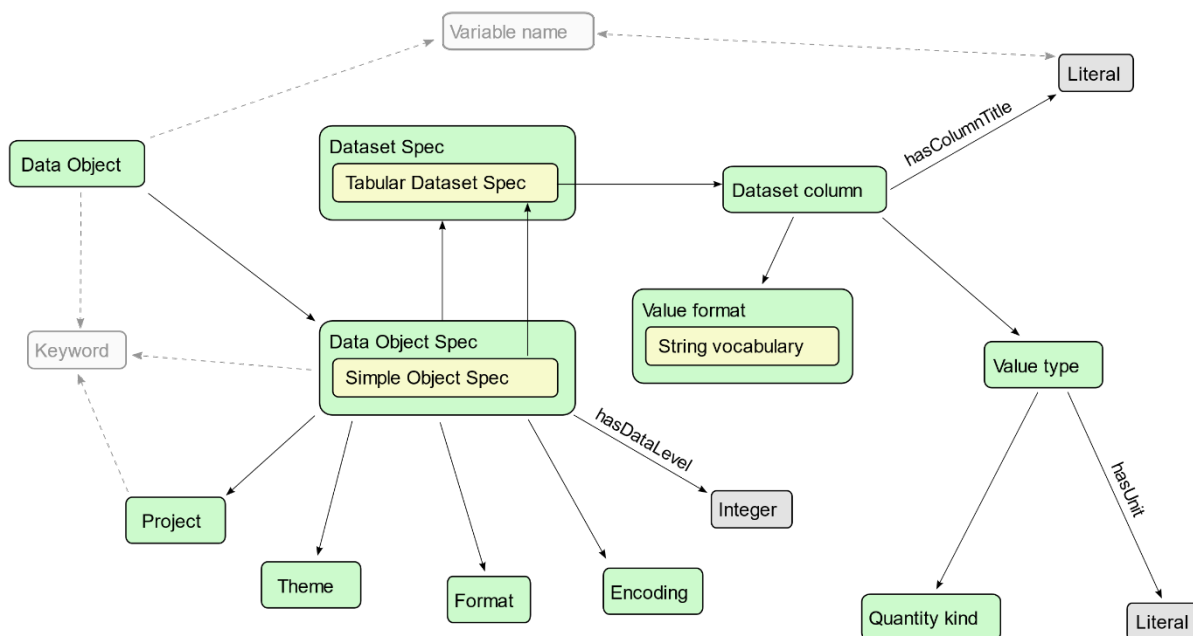 Variable name
Literal
hasColumnTitle
Data Object
Dataset Spec
Tabular Dataset Spec
Dataset column
Value format
String vocabulary
Keyword
Data Object Spec
Simple Object Spec
Value type
hasDataLevel
hasUnit
Project
Integer
Theme
Format
Encoding
Quantity kind
Literal